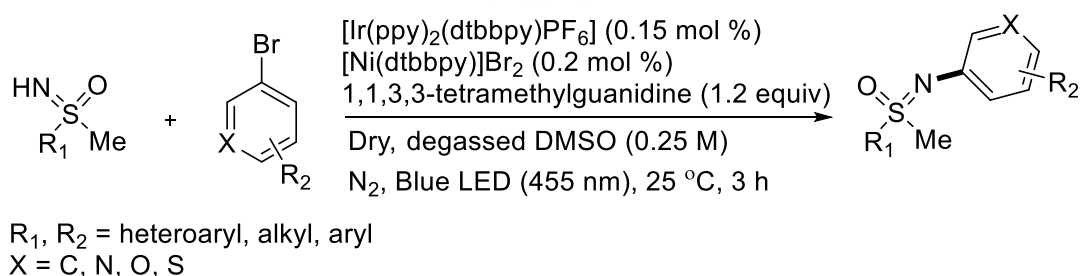 Br
[Ir(ppy)2(dtbbpy)PF6] (0.15 mol %)
[Ni(dtbbpy)]Br2 (0.2 mol %)
1,1,3,3-tetramethylguanidine (1.2 equiv)
Dry, degassed DMSO (0.25 M)
N2, Blue LED (455 nm), 25 °C, 3 h
HN
O
S
R1
Me
+
X
R2
X
N
O
S
R1
Me
R2
R1, R2 = heteroaryl, alkyl, aryl
X = C, N, O, S